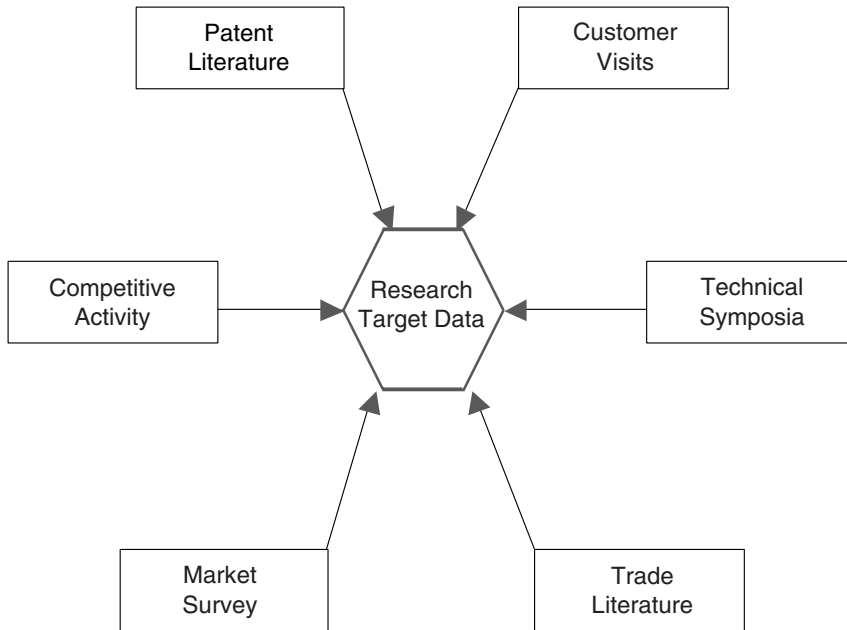 Patent
Literature
Customer
Visits
Competitive
Activity
Research
Target Data
Technical
Symposia
Market
Survey
Trade
Literature